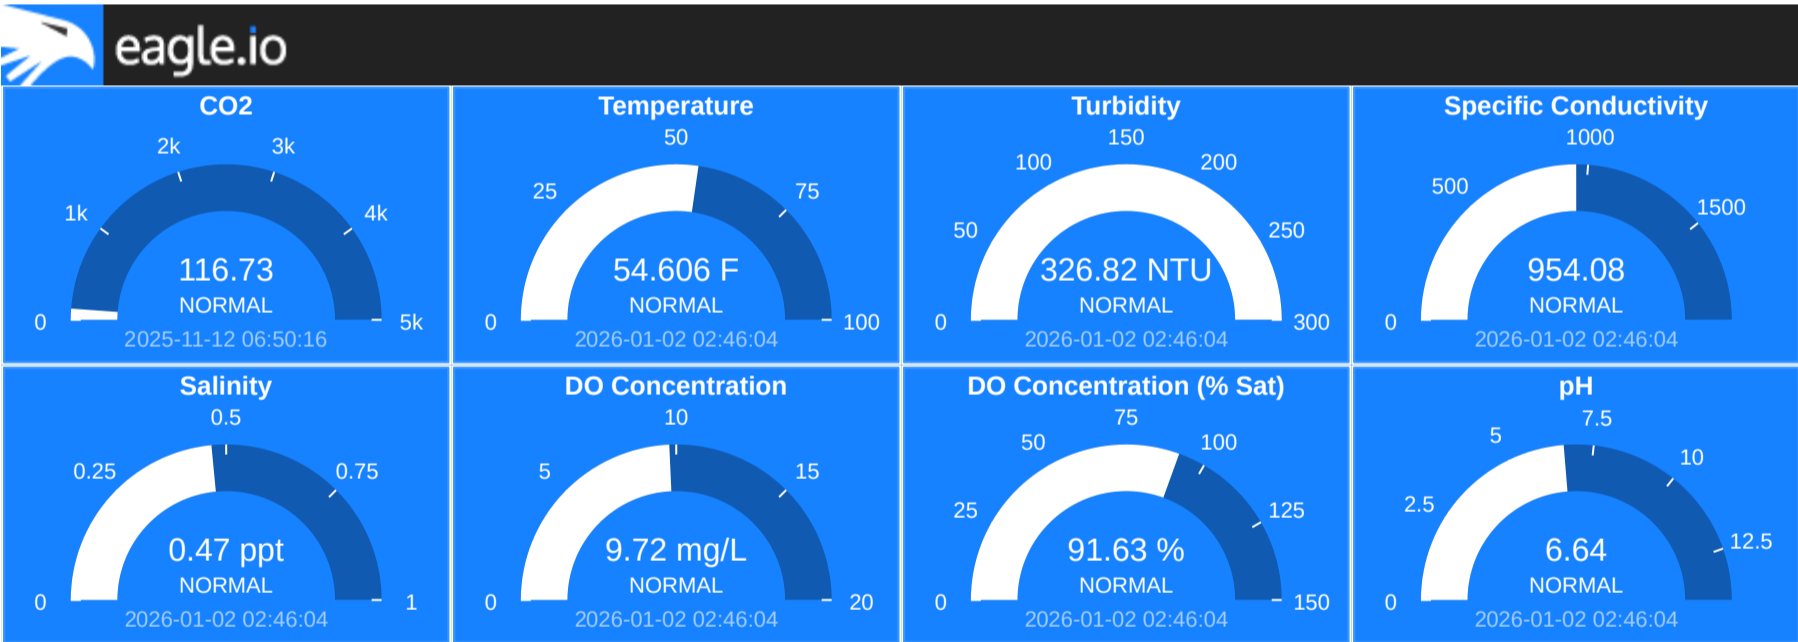 eagle.io
CO2
2k
3k
1k
4k
0
5k
116.73
NORMAL
2025-11-12 06:50:16
Temperature
50
25
75
0
100
54.606 F
NORMAL
2026-01-02 02:46:04
Turbidity
150
100
200
50
250
0
300
326.82 NTU
NORMAL
2026-01-02 02:46:04
Specific Conductivity
1000
500
1500
0
954.08
NORMAL
2026-01-02 02:46:04
Salinity
0.5
0.25
0.75
0
1
0.47 ppt
NORMAL
2026-01-02 02:46:04
DO Concentration
10
5
15
0
20
9.72 mg/L
NORMAL
2026-01-02 02:46:04
DO Concentration (% Sat)
75
50
100
25
125
0
150
91.63 %
NORMAL
2026-01-02 02:46:04
pH
7.5
5
10
2.5
12.5
0
6.64
NORMAL
2026-01-02 02:46:04